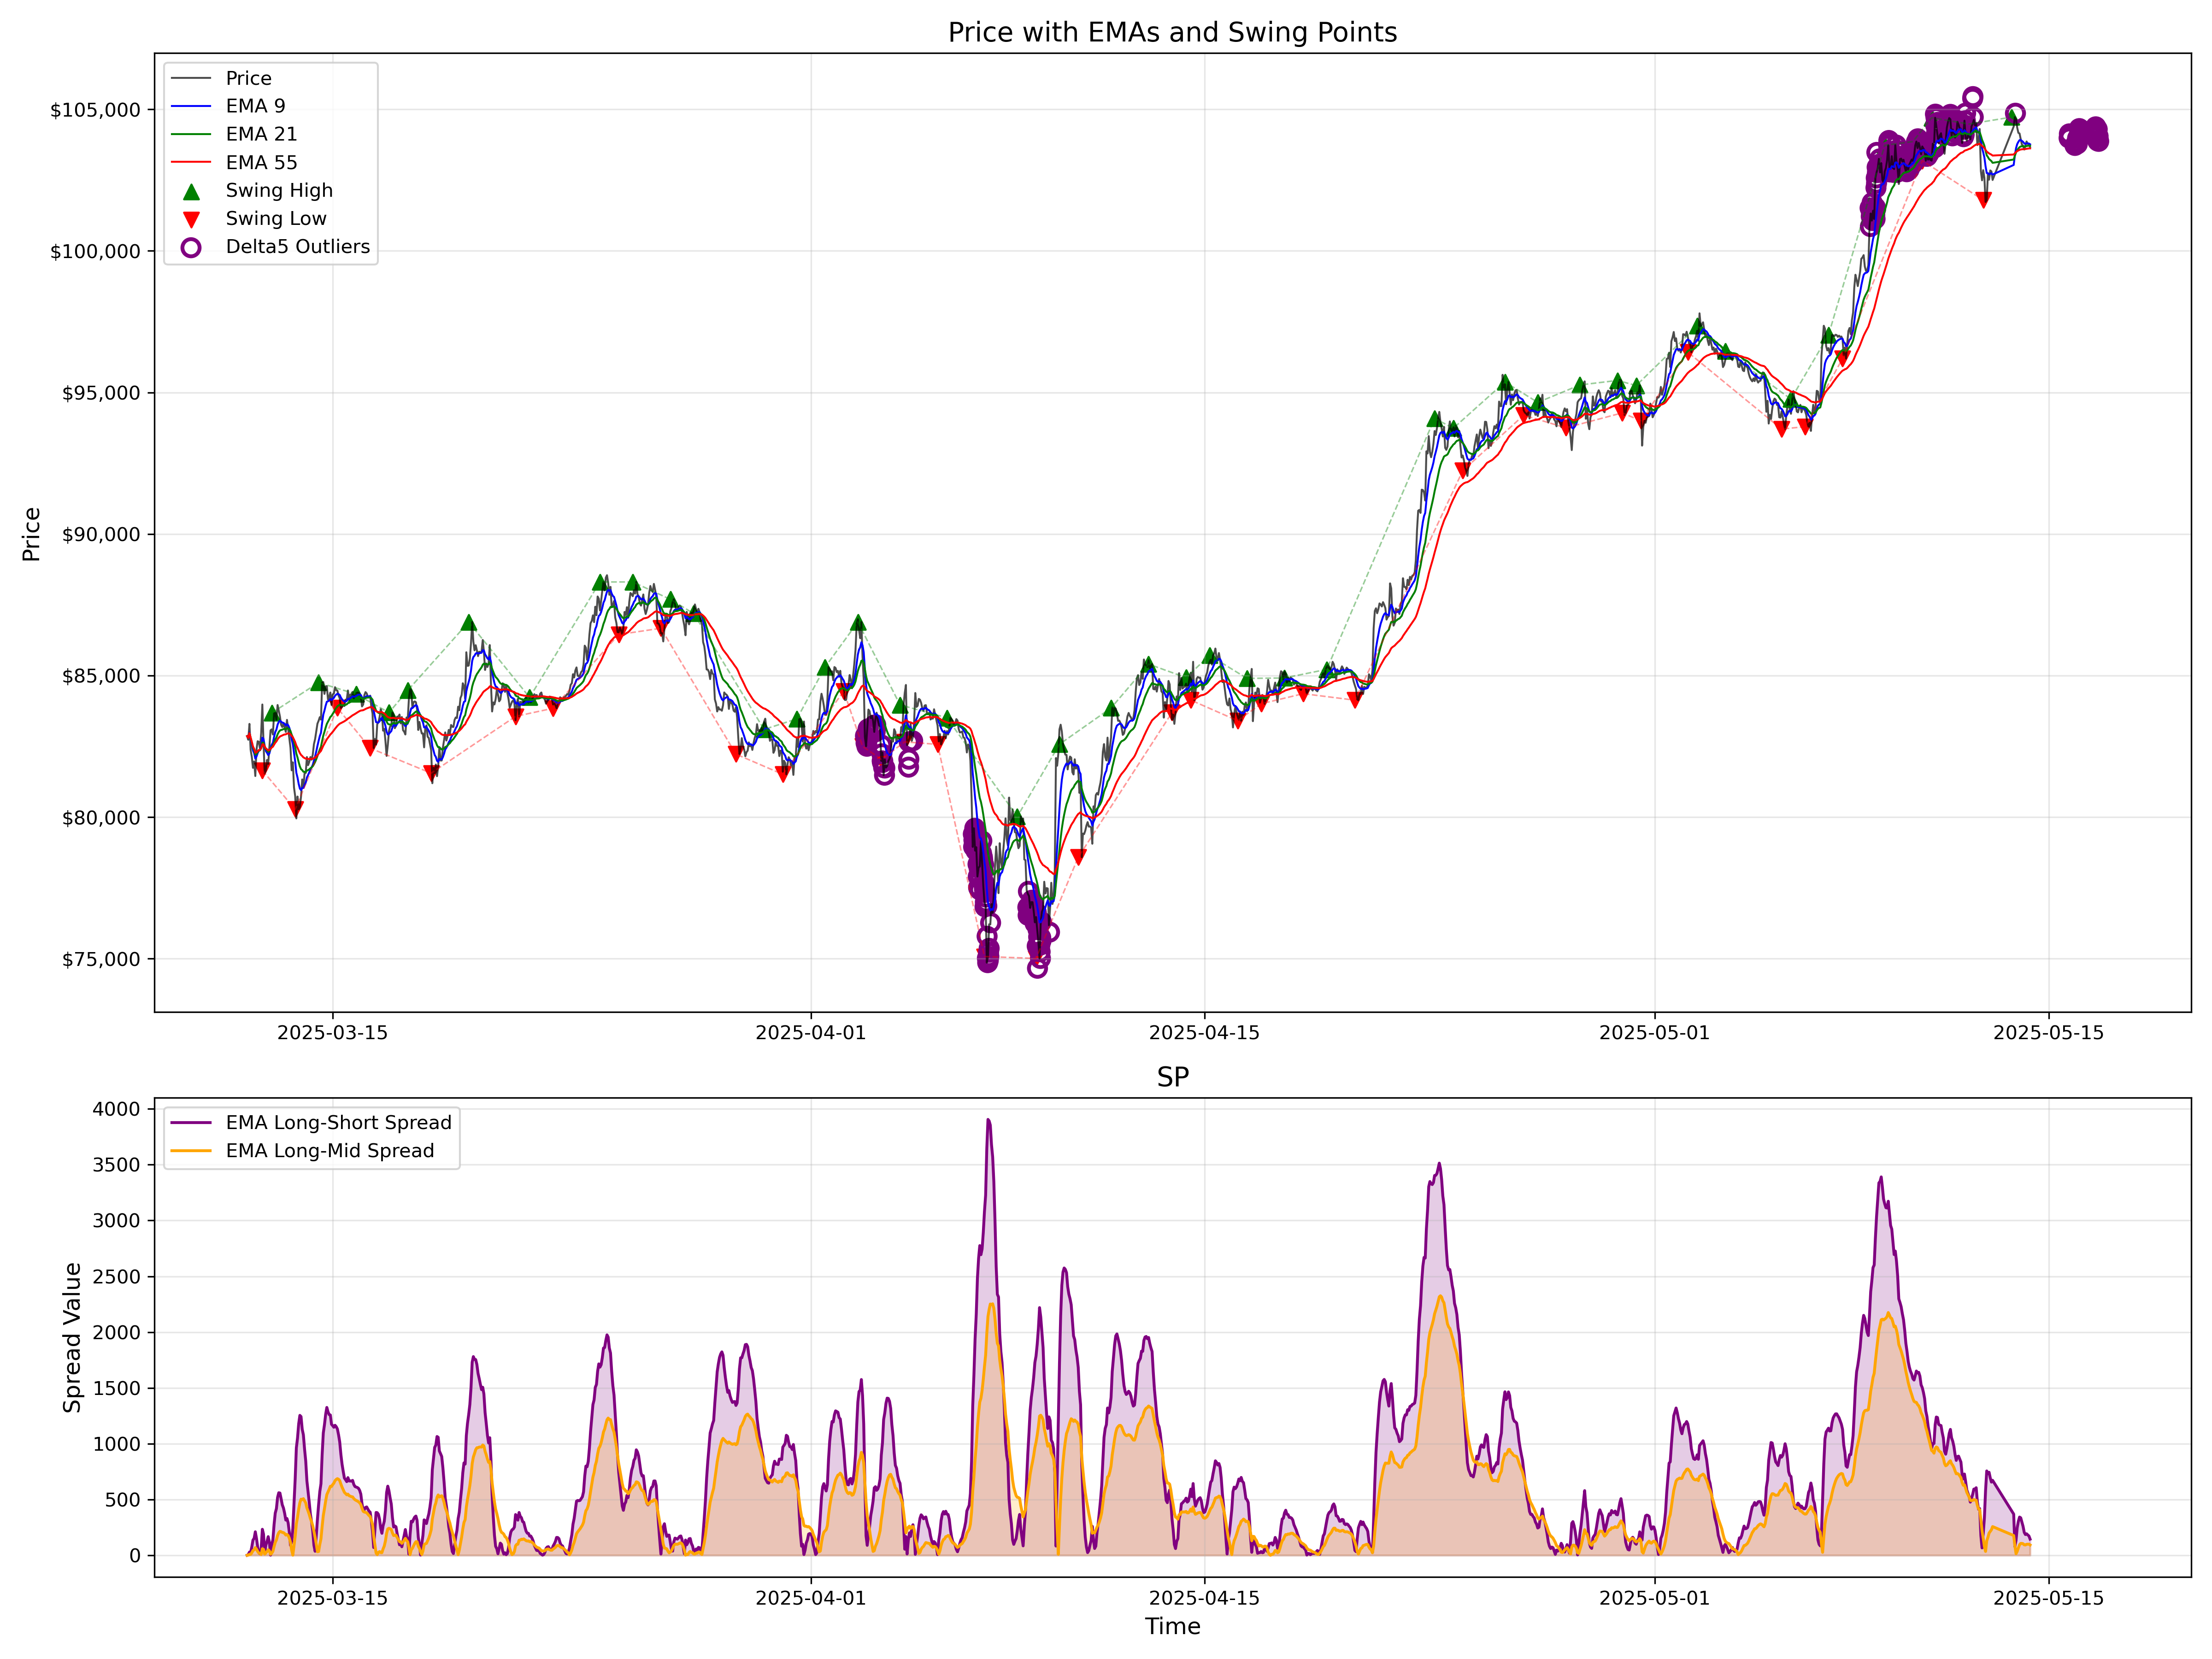 Price with EMAs and Swing Points
Price
EMA 9
EMA 21
EMA 55
Swing High
Swing Low
Delta5 Outliers
$105,000
$100,000
$95,000
$90,000
$85,000
$80,000
$75,000
Price
2025-03-15
2025-04-01
2025-04-15
2025-05-01
2025-05-15
SP
EMA Long-Short Spread
EMA Long-Mid Spread
4000
3500
3000
2500
2000
1500
1000
500
0
Spread Value
2025-03-15
2025-04-01
2025-04-15
2025-05-01
2025-05-15
Time